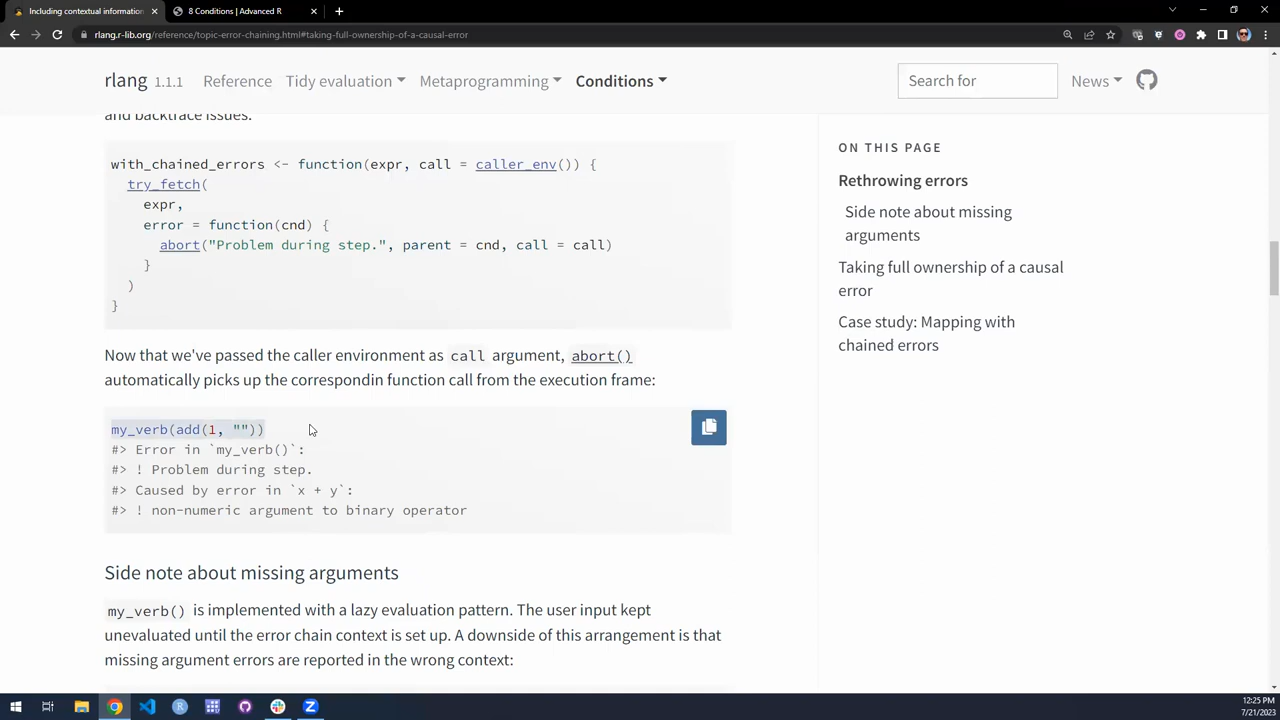 Including contextual information
8 Conditions | Advanced R
rlang.r-lib.org/reference/topic-error-chaining.html#taking-full-ownership-of-a-causal-error
rlang 1.1.1 Reference Tidy evaluation Metaprogramming Conditions Search for News
and backtrace issues.
with_chained_errors <- function(expr, call = caller_env()) {
try_fetch(
expr,
error = function(cnd) {
abort("Problem during step.", parent = cnd, call = call)
}
)
}
Now that we've passed the caller environment as call argument, abort()
automatically picks up the correspondin function call from the execution frame:
my_verb(add(1, ""))
#> Error in `my_verb()`:
#> ! Problem during step.
#> Caused by error in `x + y`:
#> ! non-numeric argument to binary operator
Side note about missing arguments
my_verb() is implemented with a lazy evaluation pattern. The user input kept
unevaluated until the error chain context is set up. A downside of this arrangement is that
missing argument errors are reported in the wrong context:
ON THIS PAGE
Rethrowing errors
Side note about missing
arguments
Taking full ownership of a causal
error
Case study: Mapping with
chained errors
12:25 PM
7/21/2023